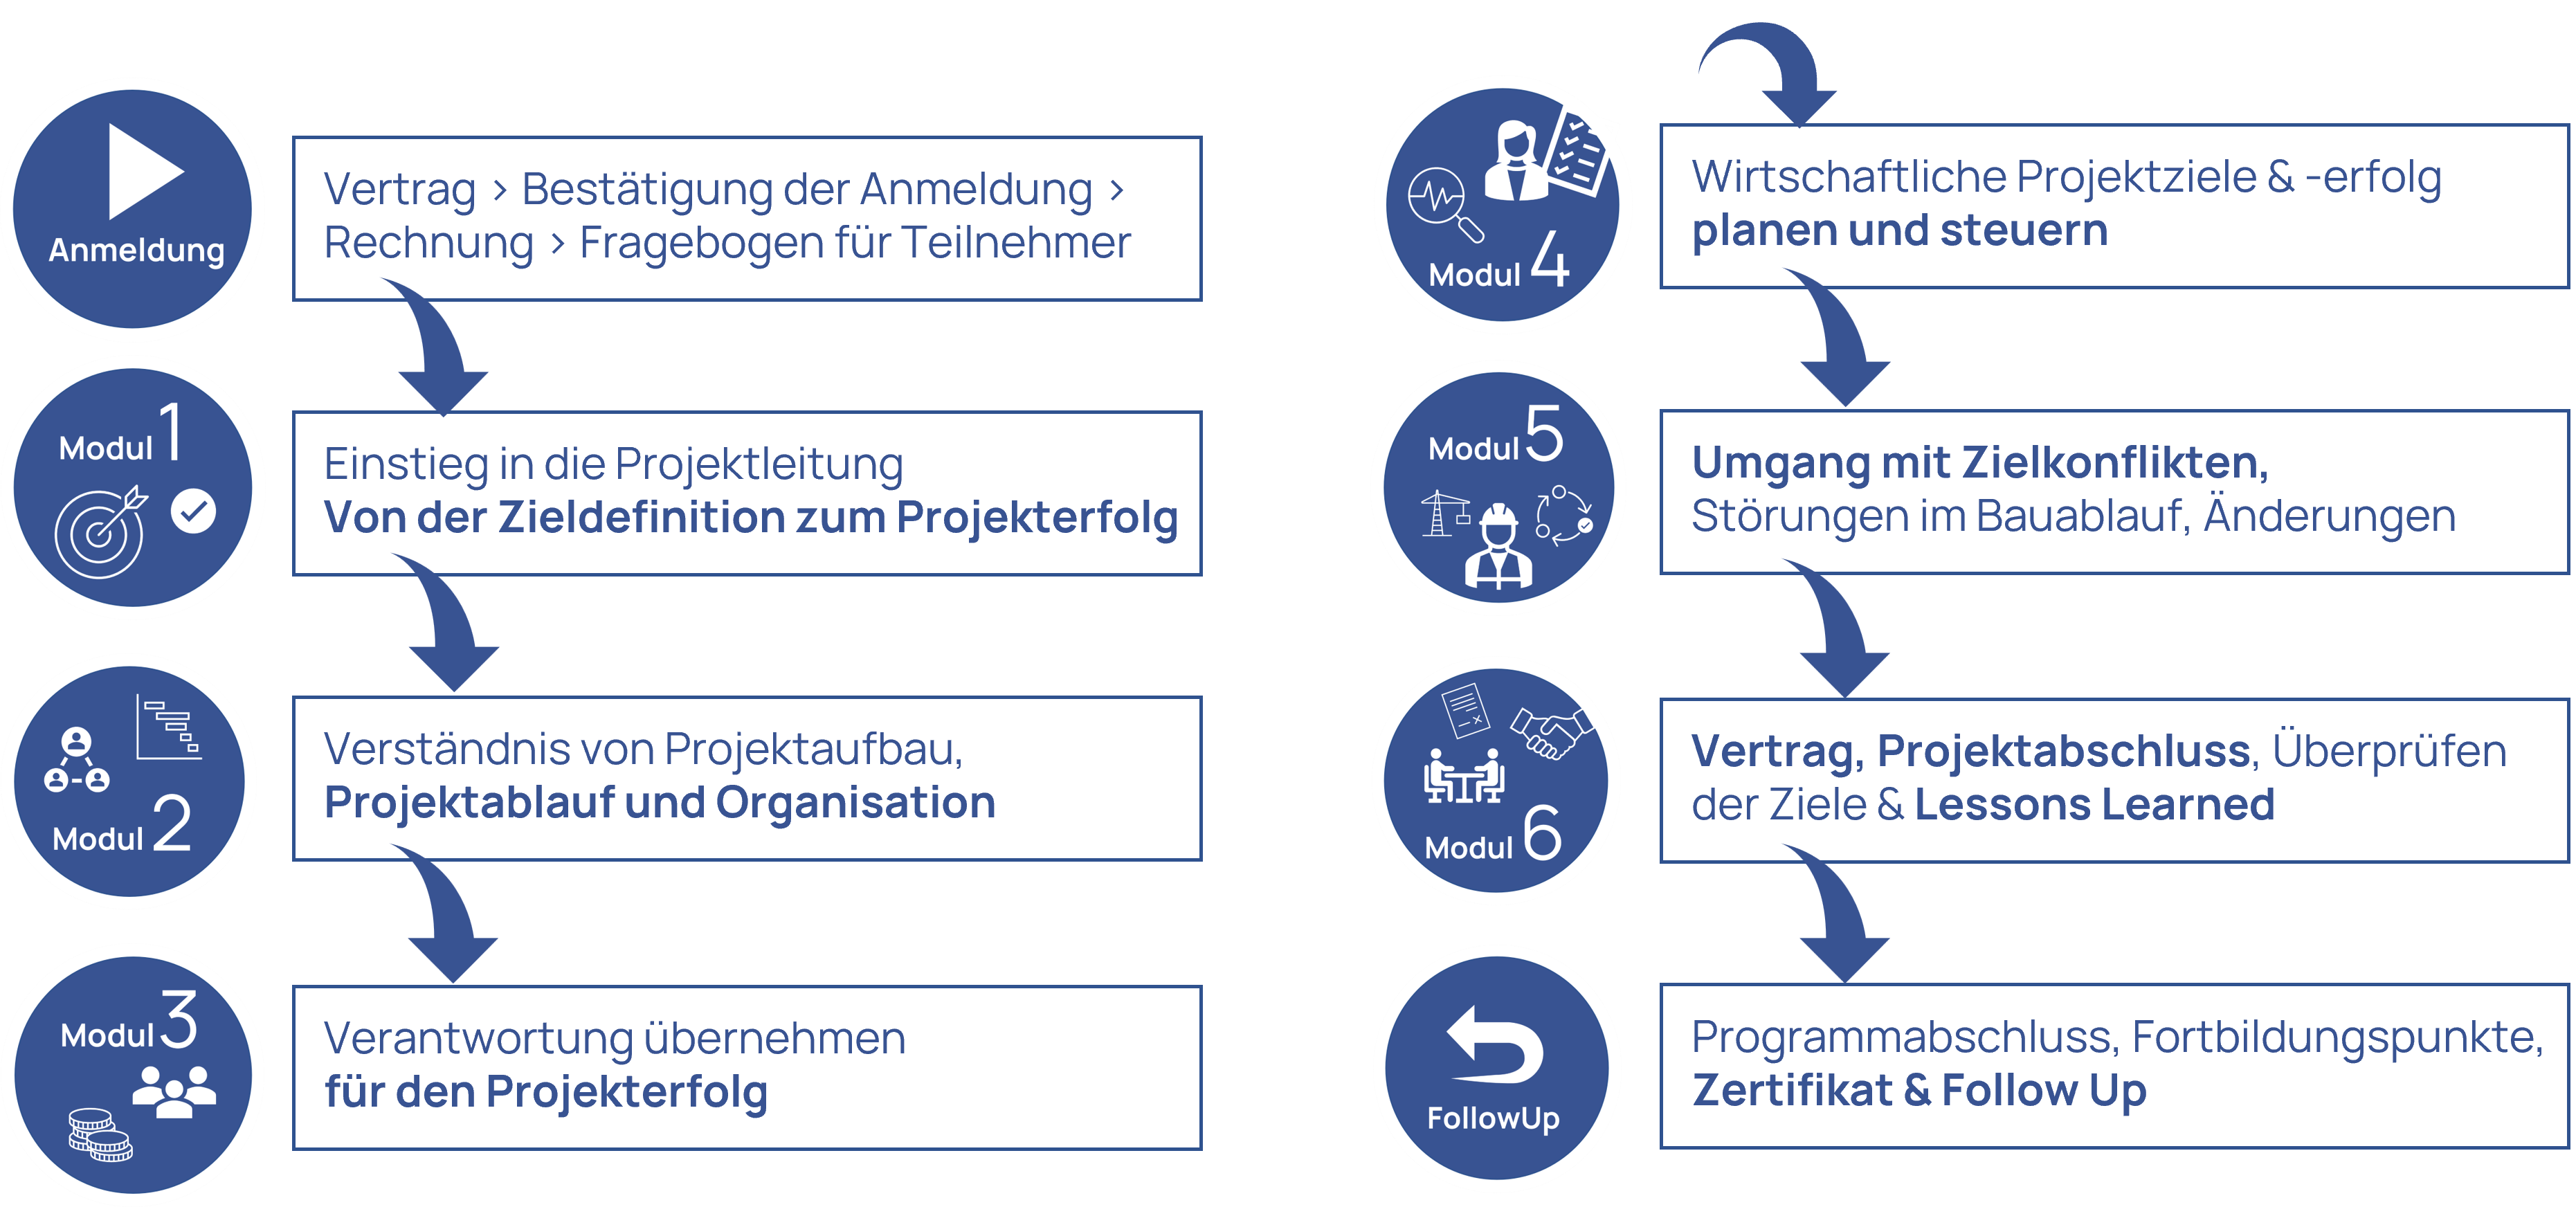 Anmeldung
Vertrag > Bestätigung der Anmeldung >
Rechnung > Fragebogen für Teilnehmer
Modul 1
Einstieg in die Projektleitung
Von der Zieldefinition zum Projekterfolg
Modul 2
Verständnis von Projektaufbau,
Projektablauf und Organisation
Modul 3
Verantwortung übernehmen
für den Projekterfolg
Modul 4
Wirtschaftliche Projektziele & -erfolg
planen und steuern
Modul 5
Umgang mit Zielkonflikten,
Störungen im Bauablauf, Änderungen
Modul 6
Vertrag, Projektabschluss, Überprüfen
der Ziele & Lessons Learned
FollowUp
Programmabschluss, Fortbildungspunkte,
Zertifikat & Follow Up